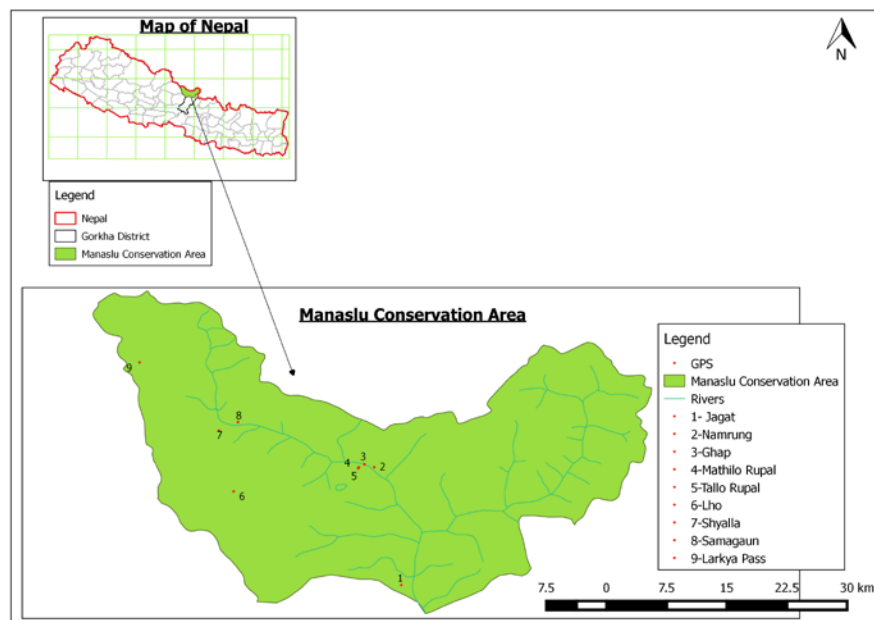 Map of Nepal
N
Legend
Nepal
Gorkha District
Manaslu Conservation Area
Manaslu Conservation Area
Legend
GPS
Manaslu Conservation Area
Rivers
1- Jagat
2-Namrung
3-Ghap
4-Mathilo Rupal
5-Tallo Rupal
6-Lho
7-Shyalla
8-Samagaun
9-Larkya Pass
9
8
7
4 3 2
5
6
1
7.5 0 7.5 15 22.5 30 km